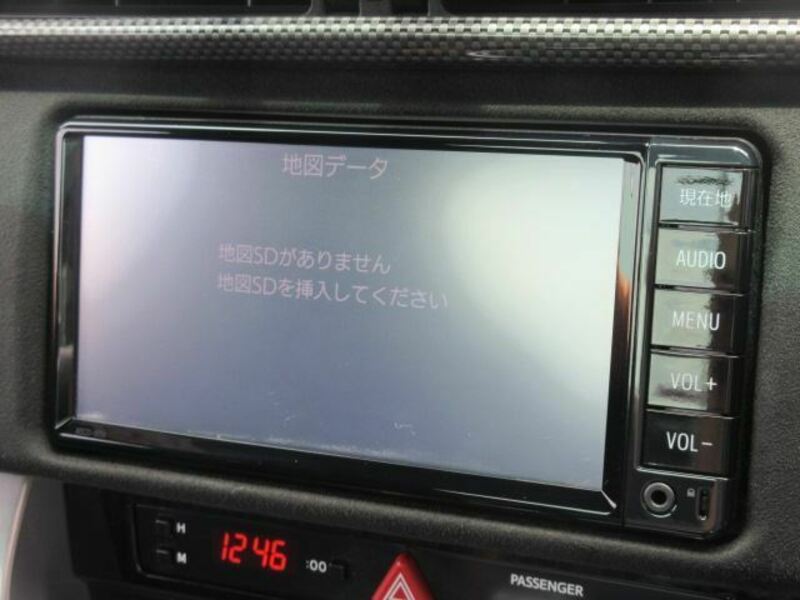 地図データ
地図SDがありません
地図SDを挿入してください
現在地
AUDIO
MENU
VOL+
VOL-
H
M
12:46
:00
PASSENGER